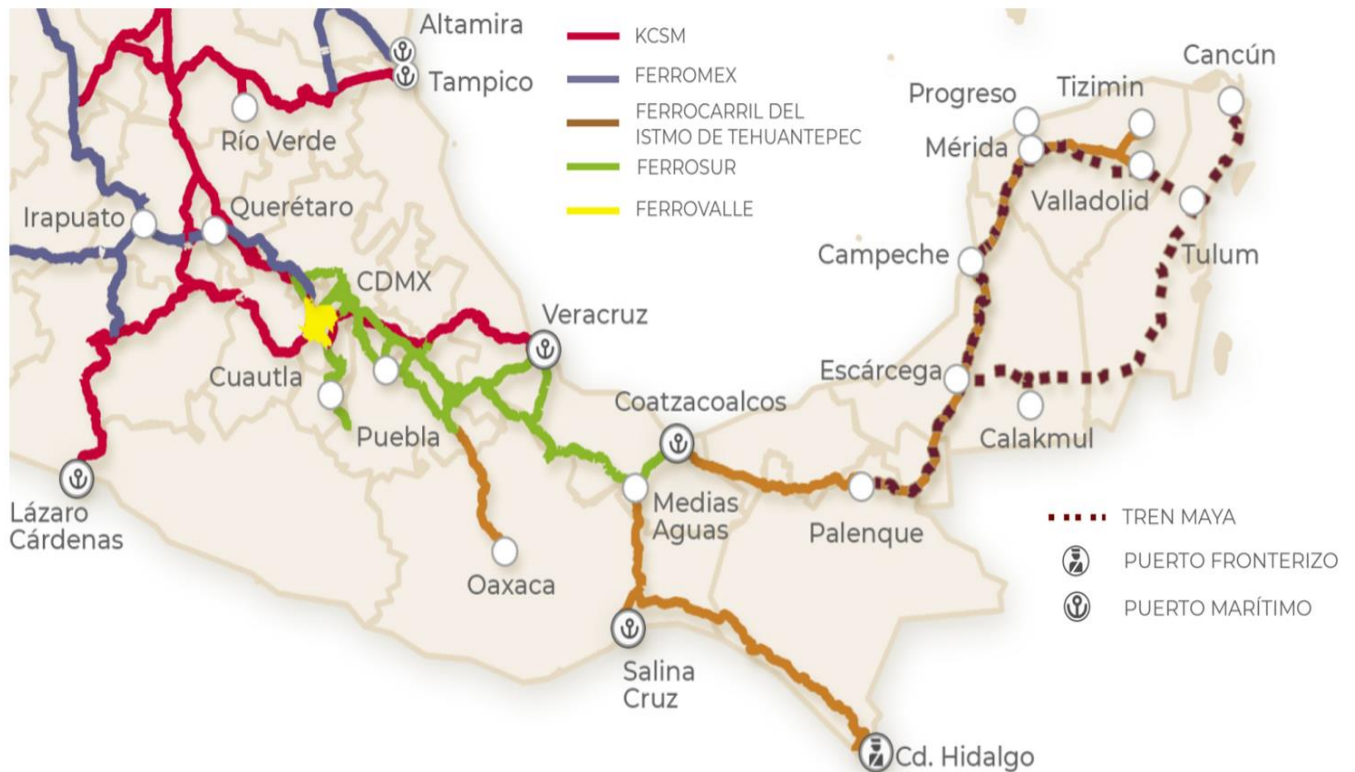 Altamira
Tampico
Río Verde
Irapuato
Querétaro
CDMX
Veracruz
Cuautla
Puebla
Lázaro
Cárdenas
Oaxaca
Coatzacoalcos
Medias
Aguas
Salina
Cruz
Cd. Hidalgo
Palenque
Escárcega
Calakmul
Campeche
Mérida
Progreso
Tizimin
Valladolid
Cancún
Tulum
KCSM
FERROMEX
FERROCARRIL DEL
ISTMO DE TEHUANTEPEC
FERROSUR
FERROVALLE
TREN MAYA
PUERTO FRONTERIZO
PUERTO MARÍTIMO